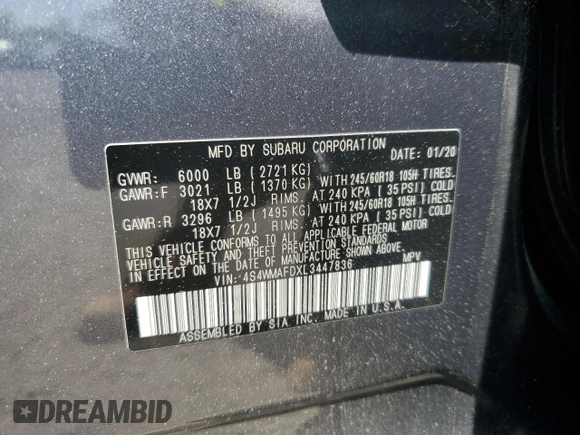 MFD BY SUBARU CORPORATION DATE: 01/20
GVWR: 6000 LB (2721 KG)
GAWR:F 3021 LB (1370 KG) WITH 245/60R18 105H TIRES.
18X7 1/2J RIMS. AT 240 KPA (35 PSI) COLD
GAWR:R 3296 LB (1495 KG) WITH 245/60R18 105H TIRES.
18X7 1/2J RIMS. AT 240 KPA (35 PSI) COLD
THIS VEHICLE CONFORMS TO ALL APPLICABLE FEDERAL MOTOR
VEHICLE SAFETY AND THEFT PREVENTION STANDARDS
IN EFFECT ON THE DATE OF MANUFACTURE SHOWN ABOVE.
VIN: 4S4WMAFDXL3447836 MPV
ASSEMBLED BY SIA INC. MADE IN U.S.A.
DREAMBID